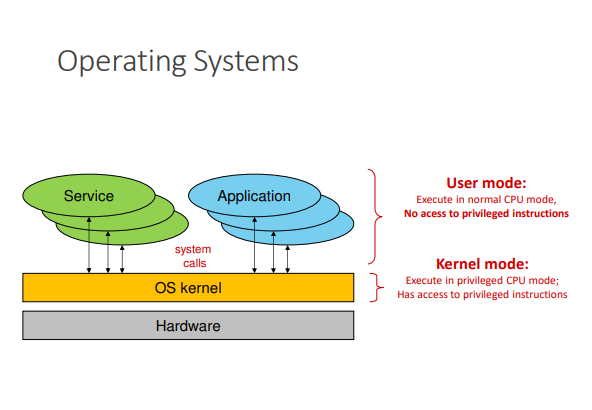 Operating Systems
Service
Application
system
calls
OS kernel
Hardware
User mode:
Execute in normal CPU mode,
No acess to privileged instructions
Kernel mode:
Execute in privileged CPU mode;
Has access to privileged instructions